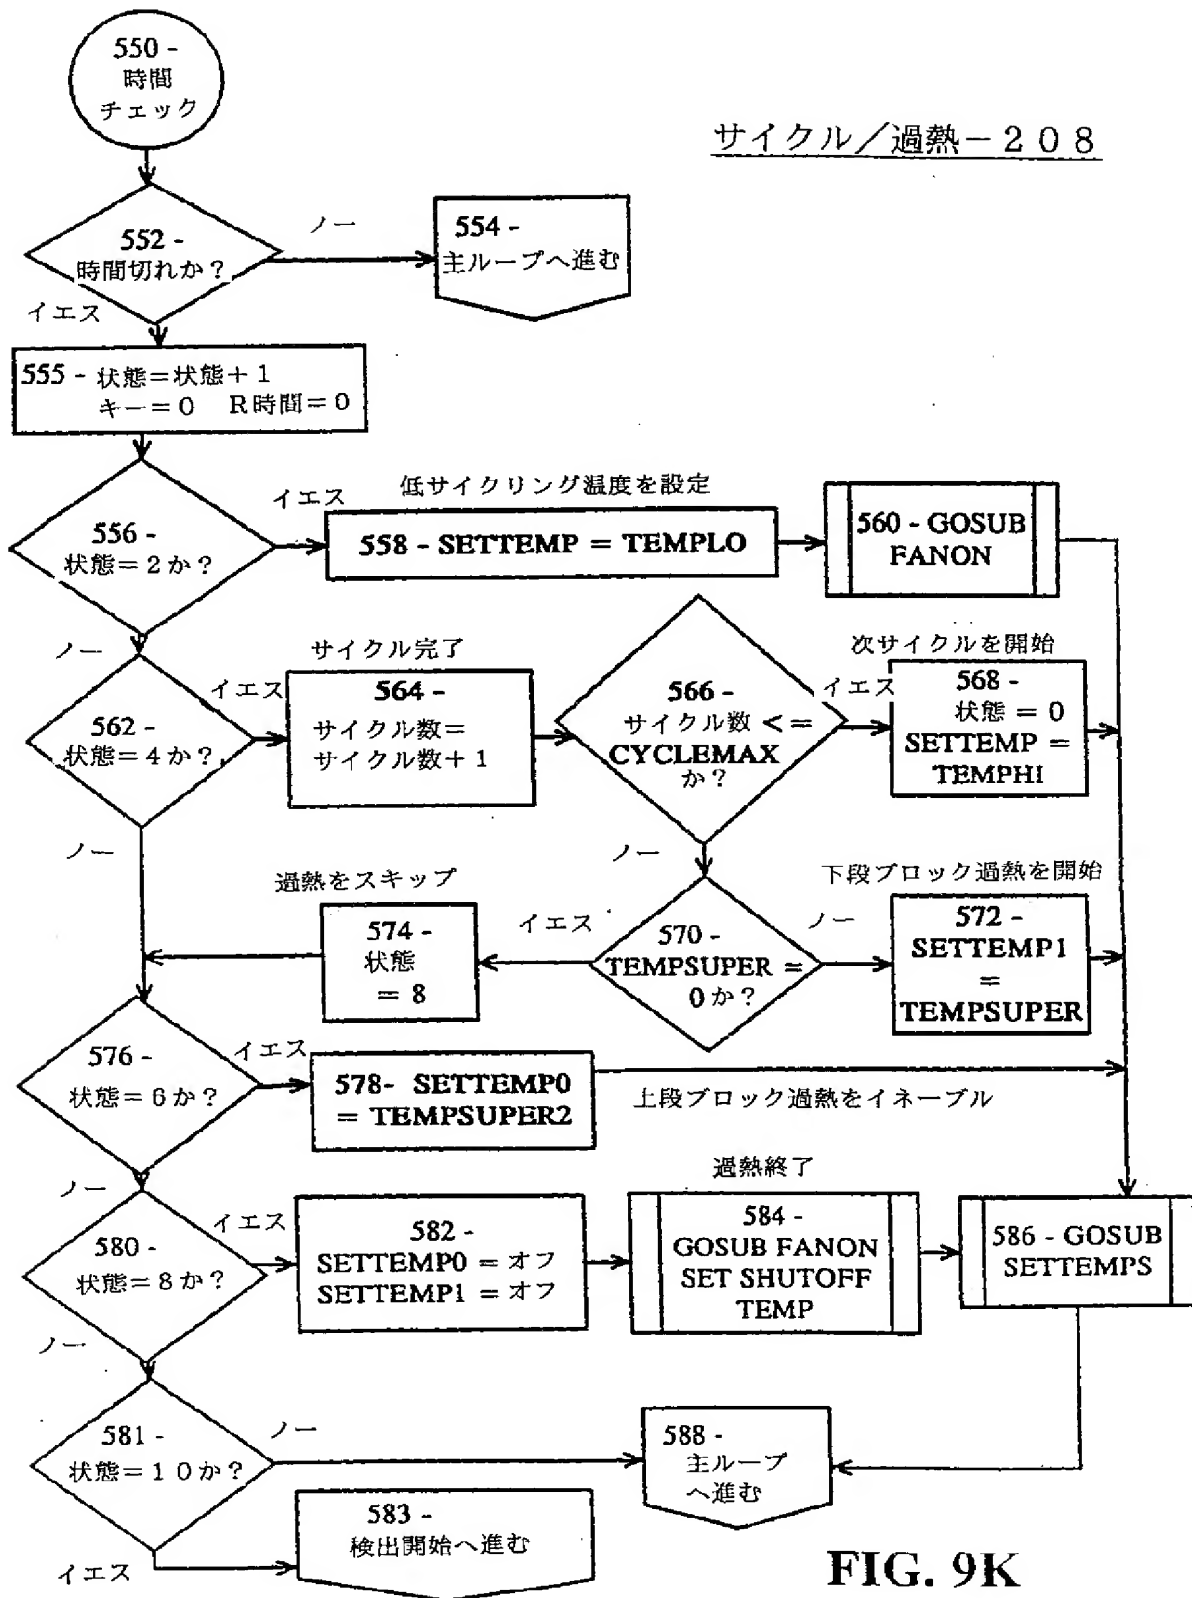 550 -
時間
チェック
サイクル／過熱－２０８
552 -
時間切れか？
ノー
554 -
主ループへ進む
イエス
555 - 状態＝状態＋１
キー＝０　Ｒ時間＝０
556 -
状態＝２か？
イエス
低サイクリング温度を設定
558 - SETTEMP = TEMPLO
560 - GOSUB
FANON
ノー
562 -
状態＝４か？
イエス
サイクル完了
564 -
サイクル数＝
サイクル数＋１
566 -
サイクル数 <=
CYCLEMAX
か？
イエス
次サイクルを開始
568 -
状態 ＝０
SETTEMP =
TEMPHI
ノー
ノー
過熱をスキップ
574 -
状態
= 8
イエス
570 -
TEMPSUPER =
0か？
ノー
下段ブロック過熱を開始
572 -
SETTEMP1
=
TEMPSUPER
576 -
状態＝６か？
イエス
578- SETTEMP0
= TEMPSUPER2
上段ブロック過熱をイネーブル
ノー
580 -
状態＝８か？
イエス
582 -
SETTEMP0 = オフ
SETTEMP1 = オフ
過熱終了
584 -
GOSUB FANON
SET SHUTOFF
TEMP
586 - GOSUB
SETTEMPS
ノー
581 -
状態＝１０か？
ノー
588 -
主ループ
へ進む
イエス
583 -
検出開始へ進む
FIG. 9K